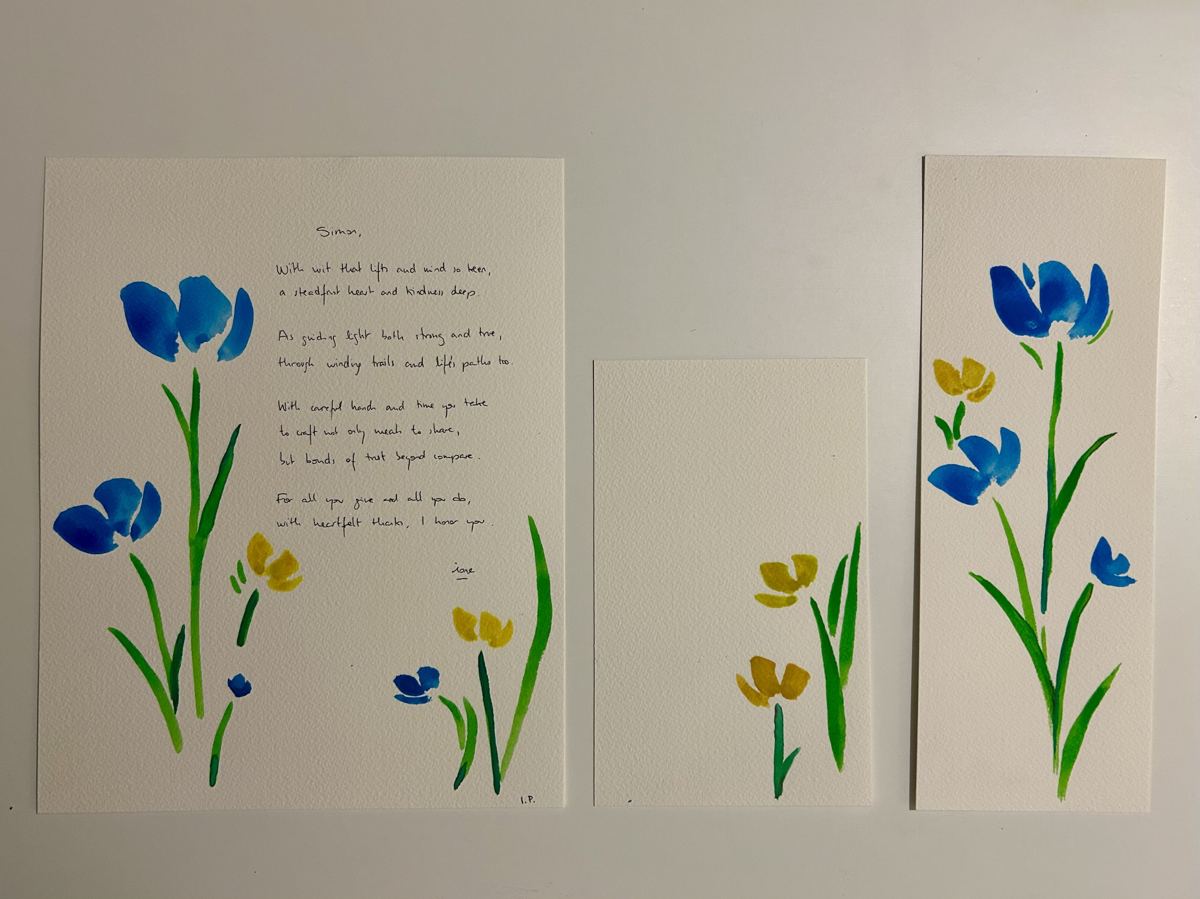 Simon,
With wit that lifts and mind so keen,
a steadfast heart and kindness deep.
As guiding light both strong and true,
through winding trails and life's paths too.
With careful hands and time you take
to craft not only meals to share,
but bonds of trust beyond compare.
For all you give and all you do,
with heartfelt thanks, I honor you.
ione
I.P.